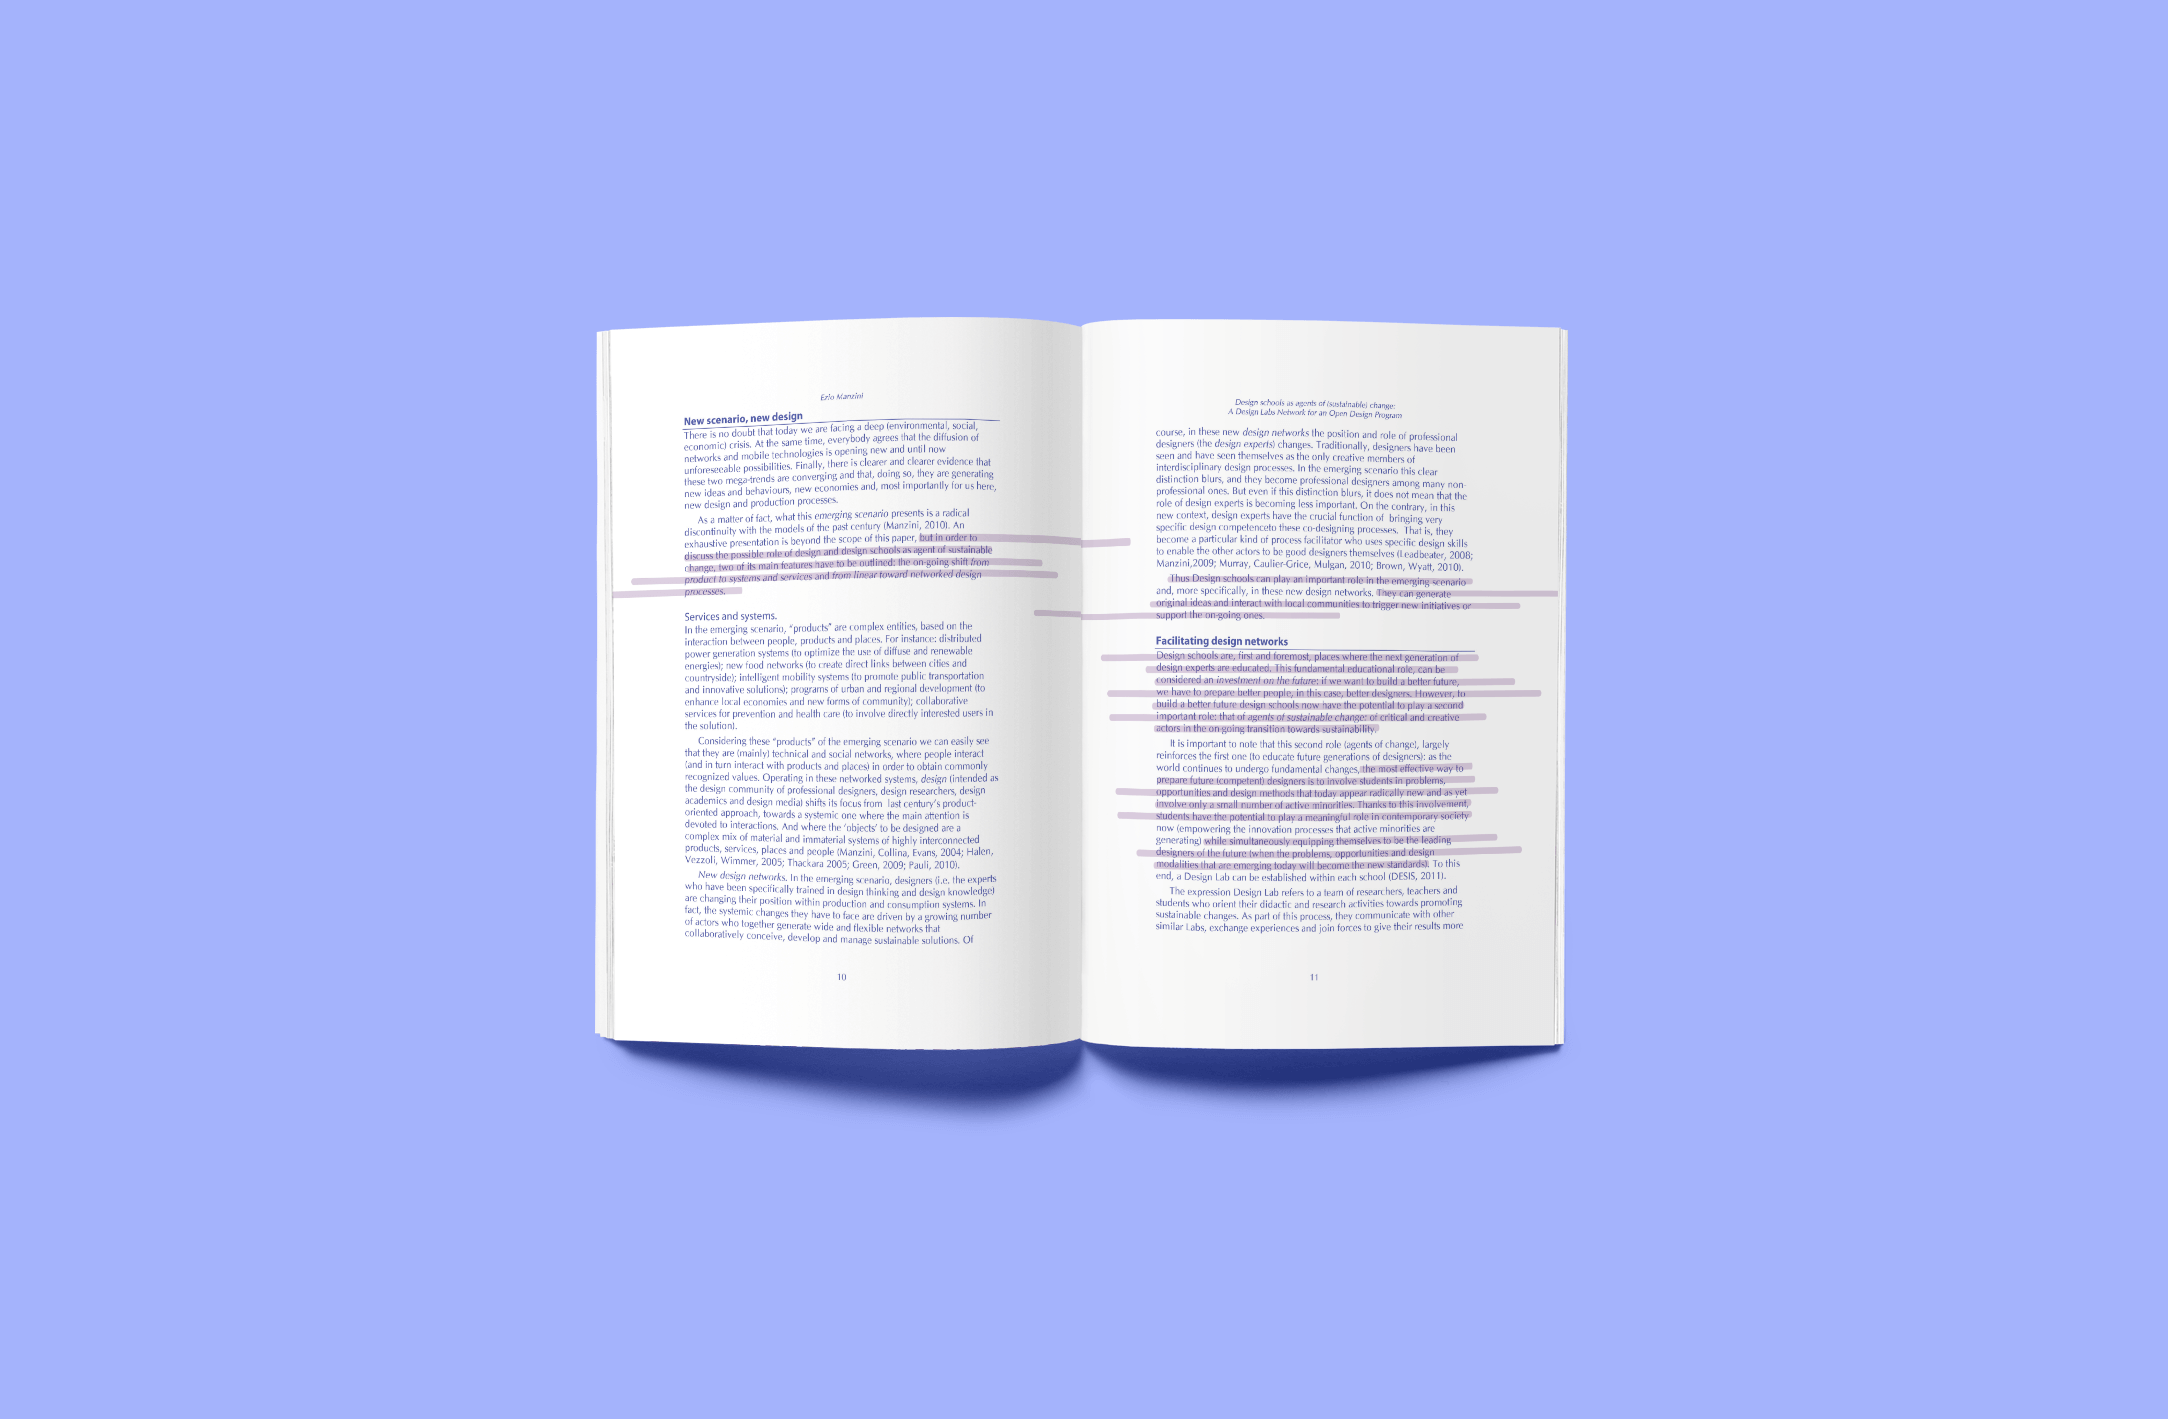 Ezio Manzini
New scenario, new design
There is no doubt that today we are facing a deep (environmental, social,
economic) crisis. At the same time, everybody agrees that the diffusion of
networks and mobile technologies is opening new and until now
unforeseeable possibilities. Finally, there is clearer and clearer evidence that
these two mega-trends are converging and that, doing so, they are generating
new ideas and behaviours, new economies and, most importantly for us here,
new design and production processes.
As a matter of fact, what this emerging scenario presents is a radical
discontinuity with the models of the past century (Manzini, 2010). An
exhaustive presentation is beyond the scope of this paper, but in order to
discuss the possible role of design and design schools as agent of sustainable
change, two of its main features have to be outlined: the on-going shift from
product to systems and services and from linear toward networked design
processes.
Services and systems.
In the emerging scenario, “products” are complex entities, based on the
interaction between people, products and places. For instance: distributed
power generation systems (to optimize the use of diffuse and renewable
energies); new food networks (to create direct links between cities and
countryside); intelligent mobility systems (to promote public transportation
and innovative solutions); programs of urban and regional development (to
enhance local economies and new forms of community); collaborative
services for prevention and health care (to involve directly interested users in
the solution).
Considering these “products” of the emerging scenario we can easily see
that they are (mainly) technical and social networks, where people interact
(and in turn interact with products and places) in order to obtain commonly
recognized values. Operating in these networked systems, design (intended as
the design community of professional designers, design researchers, design
academics and design media) shifts its focus from last century’s product-
oriented approach, towards a systemic one where the main attention is
devoted to interactions. And where the ‘objects’ to be designed are a
complex mix of material and immaterial systems of highly interconnected
products, services, places and people (Manzini, Collina, Evans, 2004; Halen,
Vezzoli, Wimmer, 2005; Thackara 2005; Green, 2009; Pauli, 2010).
New design networks. In the emerging scenario, designers (i.e. the experts
who have been specifically trained in design thinking and design knowledge)
are changing their position within production and consumption systems. In
fact, the systemic changes they have to face are driven by a growing number
of actors who together generate wide and flexible networks that
collaboratively conceive, develop and manage sustainable solutions. Of
10
Design schools as agents of (sustainable) change:
A Design Labs Network for an Open Design Program
course, in these new design networks the position and role of professional
designers (the design experts) changes. Traditionally, designers have been
seen and have seen themselves as the only creative members of
interdisciplinary design processes. In the emerging scenario this clear
distinction blurs, and they become professional designers among many non-
professional ones. But even if this distinction blurs, it does not mean that the
role of design experts is becoming less important. On the contrary, in this
new context, design experts have the crucial function of bringing very
specific design competenceto these co-designing processes. That is, they
become a particular kind of process facilitator who uses specific design skills
to enable the other actors to be good designers themselves (Leadbeater, 2008;
Manzini,2009; Murray, Caulier-Grice, Mulgan, 2010; Brown, Wyatt, 2010).
Thus Design schools can play an important role in the emerging scenario
and, more specifically, in these new design networks. They can generate
original ideas and interact with local communities to trigger new initiatives or
support the on-going ones.
Facilitating design networks
Design schools are, first and foremost, places where the next generation of
design experts are educated. This fundamental educational role, can be
considered an investment on the future: if we want to build a better future,
we have to prepare better people, in this case, better designers. However, to
build a better future design schools now have the potential to play a second
important role: that of agents of sustainable change: of critical and creative
actors in the on going transition towards sustainability.
It is important to note that this second role (agents of change), largely
reinforces the first one (to educate future generations of designers): as the
world continues to undergo fundamental changes, the most effective way to
prepare future (competent) designers is to involve students in problems,
opportunities and design methods that today appear radically new and as yet
involve only a small number of active minorities. Thanks to this involvement,
students have the potential to play a meaningful role in contemporary society
now (empowering the innovation processes that active minorities are
generating) while simultaneously equipping themselves to be the leading
designers of the future (when the problems, opportunities and design
modalities that are emerging today will become the new standards). To this
end, a Design Lab can be established within each school (DESIS, 2011).
The expression Design Lab refers to a team of researchers, teachers and
students who orient their didactic and research activities towards promoting
sustainable changes. As part of this process, they communicate with other
similar Labs, exchange experiences and join forces to give their results more
11